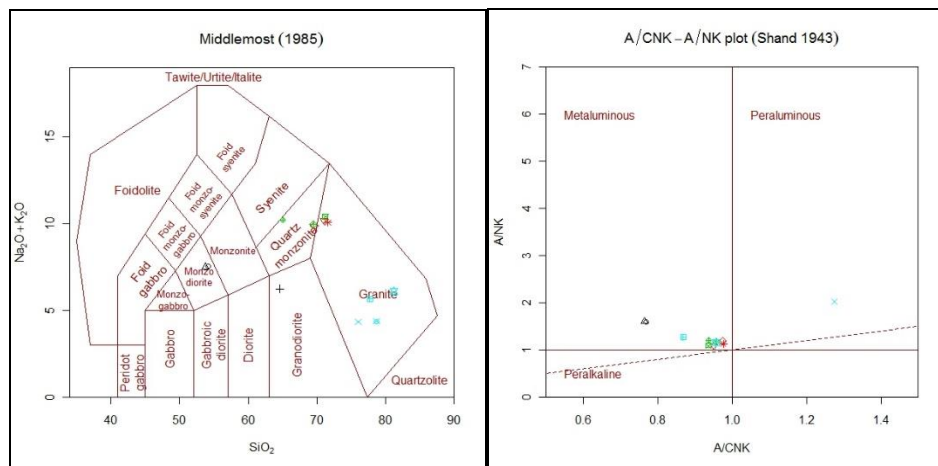 Middlemost (1985)
Na₂O+K₂O
15
10
5
0
Tawite/Urtite/Italite
Foid syenite
Foidolite
Foid monzo-syenite
Syenite
Foid monzo-gabbro
Quartz monzonite
Monzonite
Foid gabbro
Monzo diorite
Monzo-gabbro
Granite
Peridot gabbro
Gabbro
Gabbroic diorite
Diorite
Granodiorite
Quartzolite
40 50 60 70 80 90
SiO₂
A/CNK – A/NK plot (Shand 1943)
A/NK
7
6
5
4
3
2
1
0
Metaluminous
Peraluminous
Peralkaline
0.6 0.8 1.0 1.2 1.4
A/CNK